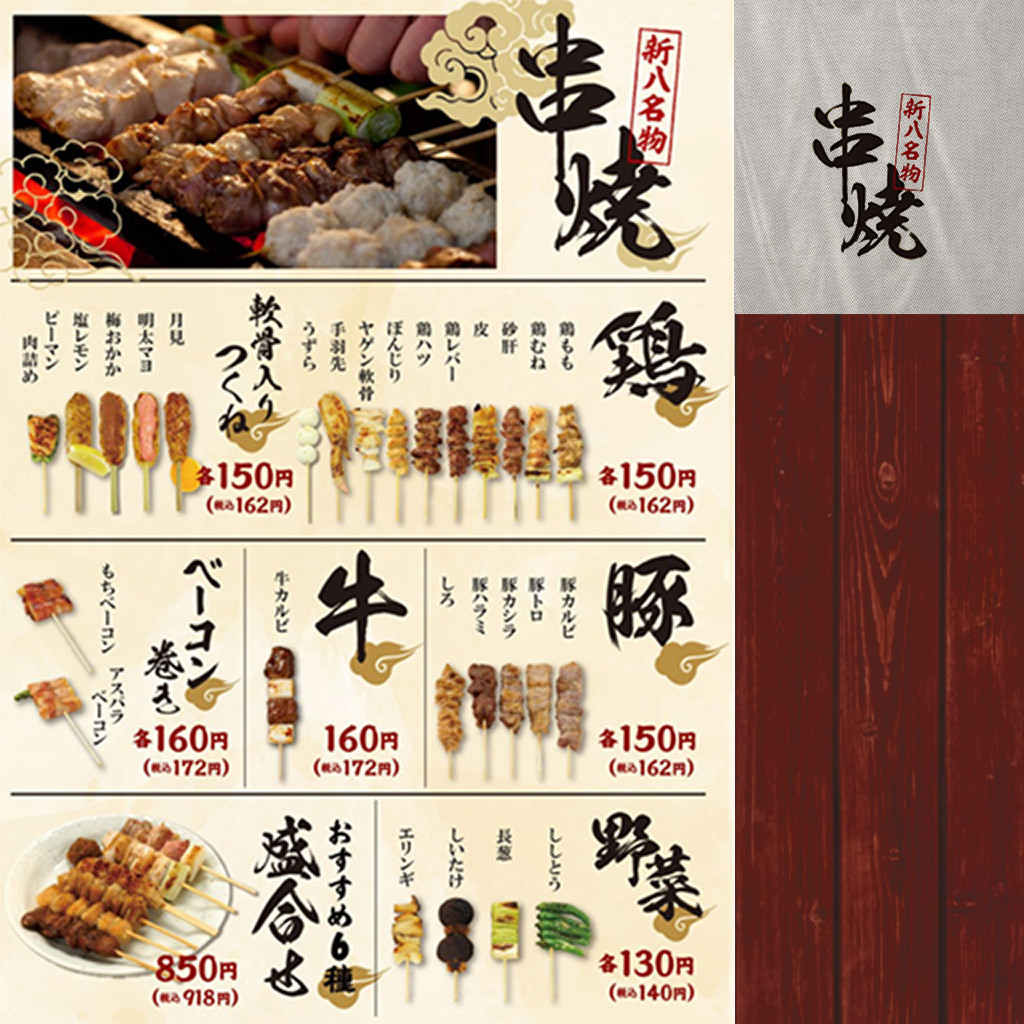 串焼
新八名物
鶏
鶏もも
鶏むね
砂肝
皮
鶏レバー
鶏ハツ
ぼんじり
ヤゲン軟骨
手羽先
うずら
各150円
(税込162円)
軟骨入り
つくね
月見
明太マヨ
梅おかか
塩レモン
ピーマン
肉詰め
各150円
(税込162円)
豚
豚カルビ
豚トロ
豚カシラ
豚ハラミ
しろ
各150円
(税込162円)
牛
牛カルビ
160円
(税込172円)
ベーコン
巻き
もちベーコン
アスパラ
ベーコン
各160円
(税込172円)
野菜
ししとう
長葱
しいたけ
エリンギ
各130円
(税込140円)
おすすめ6種
盛合せ
850円
(税込918円)
串焼
新八名物